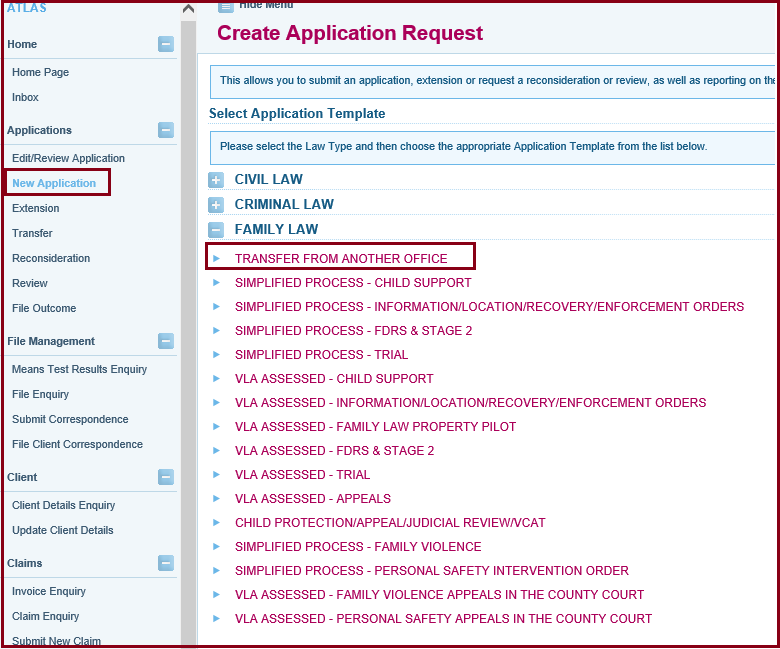 ATLAS
Home
Home Page
Inbox
Applications
Edit/Review Application
New Application
Extension
Transfer
Reconsideration
Review
File Outcome
File Management
Means Test Results Enquiry
File Enquiry
Submit Correspondence
File Client Correspondence
Client
Client Details Enquiry
Update Client Details
Claims
Invoice Enquiry
Claim Enquiry
Submit New Claim
Hide Menu
Create Application Request
This allows you to submit an application, extension or request a reconsideration or review, as well as reporting on the
Select Application Template
Please select the Law Type and then choose the appropriate Application Template from the list below.
CIVIL LAW
CRIMINAL LAW
FAMILY LAW
TRANSFER FROM ANOTHER OFFICE
SIMPLIFIED PROCESS - CHILD SUPPORT
SIMPLIFIED PROCESS - INFORMATION/LOCATION/RECOVERY/ENFORCEMENT ORDERS
SIMPLIFIED PROCESS - FDRS & STAGE 2
SIMPLIFIED PROCESS - TRIAL
VLA ASSESSED - CHILD SUPPORT
VLA ASSESSED - INFORMATION/LOCATION/RECOVERY/ENFORCEMENT ORDERS
VLA ASSESSED - FAMILY LAW PROPERTY PILOT
VLA ASSESSED - FDRS & STAGE 2
VLA ASSESSED - TRIAL
VLA ASSESSED - APPEALS
CHILD PROTECTION/APPEAL/JUDICIAL REVIEW/VCAT
SIMPLIFIED PROCESS - FAMILY VIOLENCE
SIMPLIFIED PROCESS - PERSONAL SAFETY INTERVENTION ORDER
VLA ASSESSED - FAMILY VIOLENCE APPEALS IN THE COUNTY COURT
VLA ASSESSED - PERSONAL SAFETY APPEALS IN THE COUNTY COURT